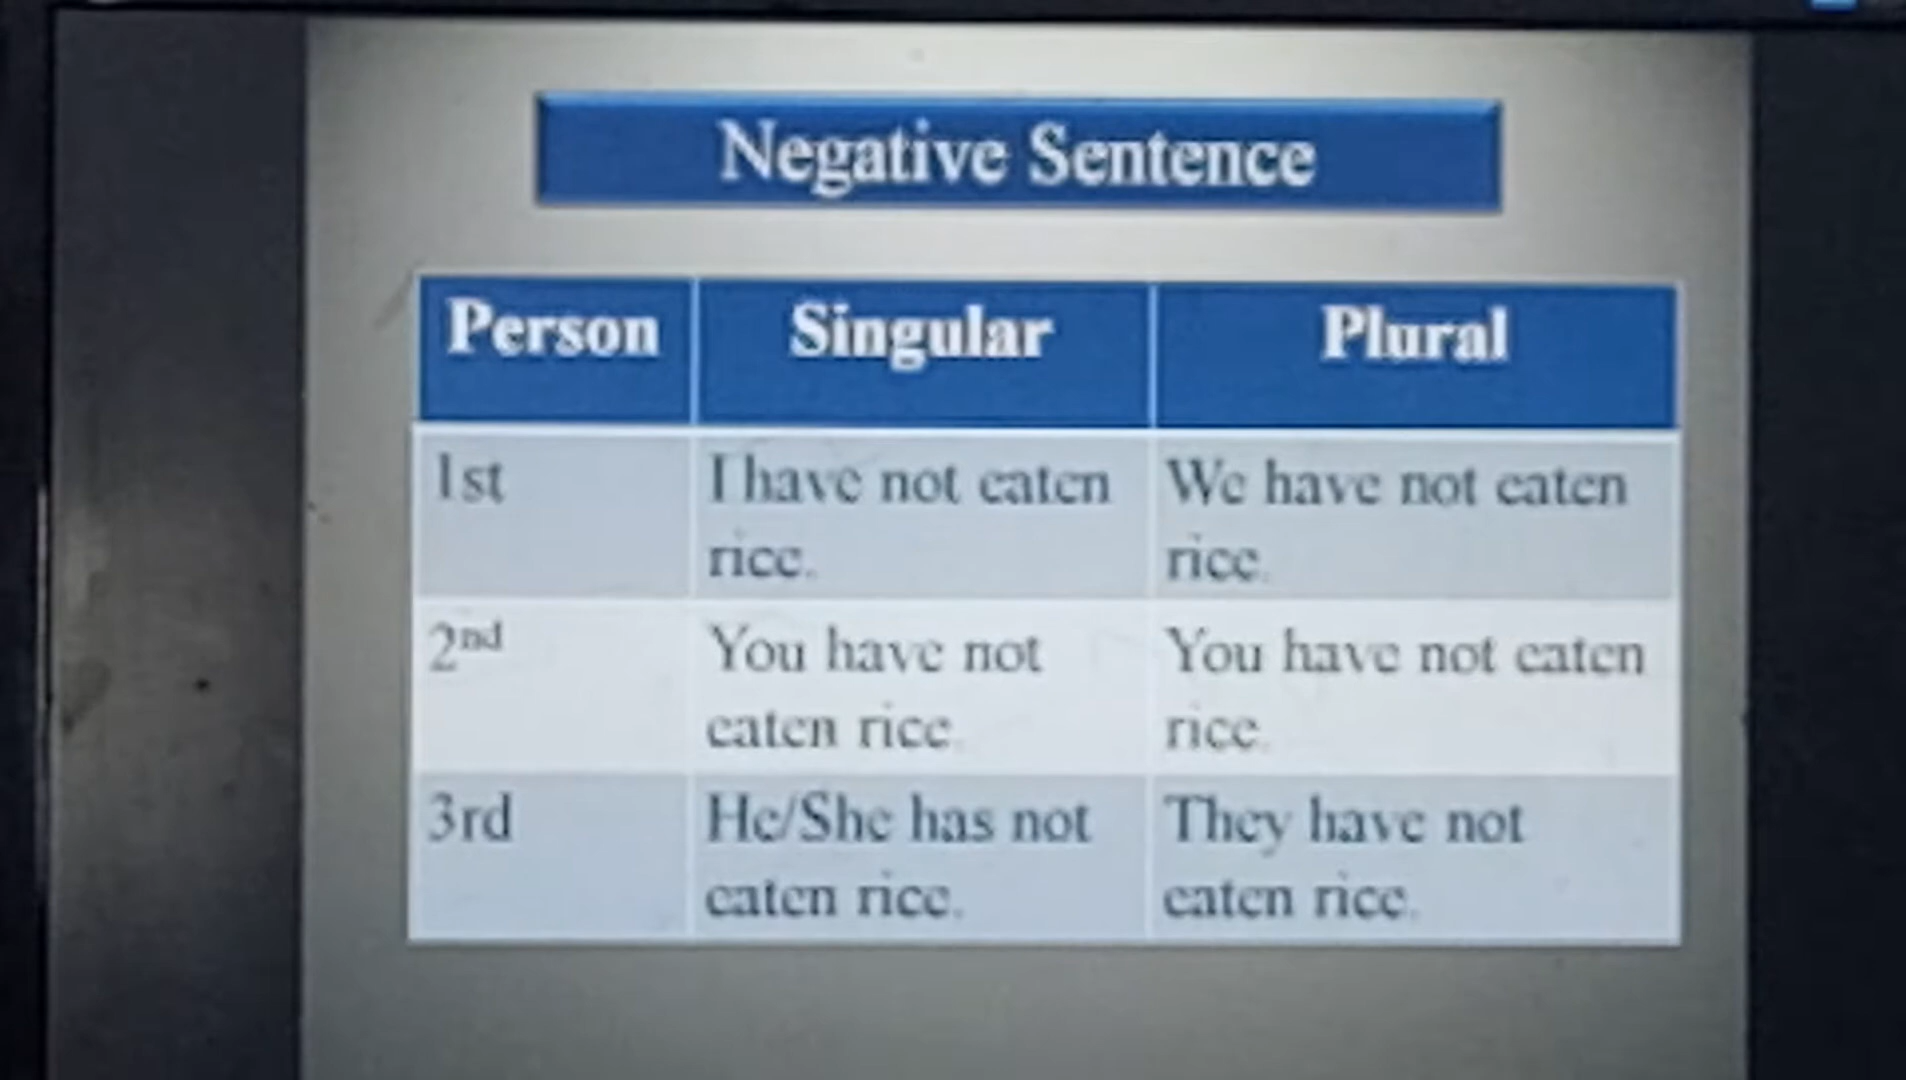 Negative Sentence
Person Singular Plural
1st
I have not eaten
rice.
We have not eaten
rice.
2nd
You have not
eaten rice.
You have not eaten
rice.
3rd
He/She has not
eaten rice.
They have not
eaten rice.